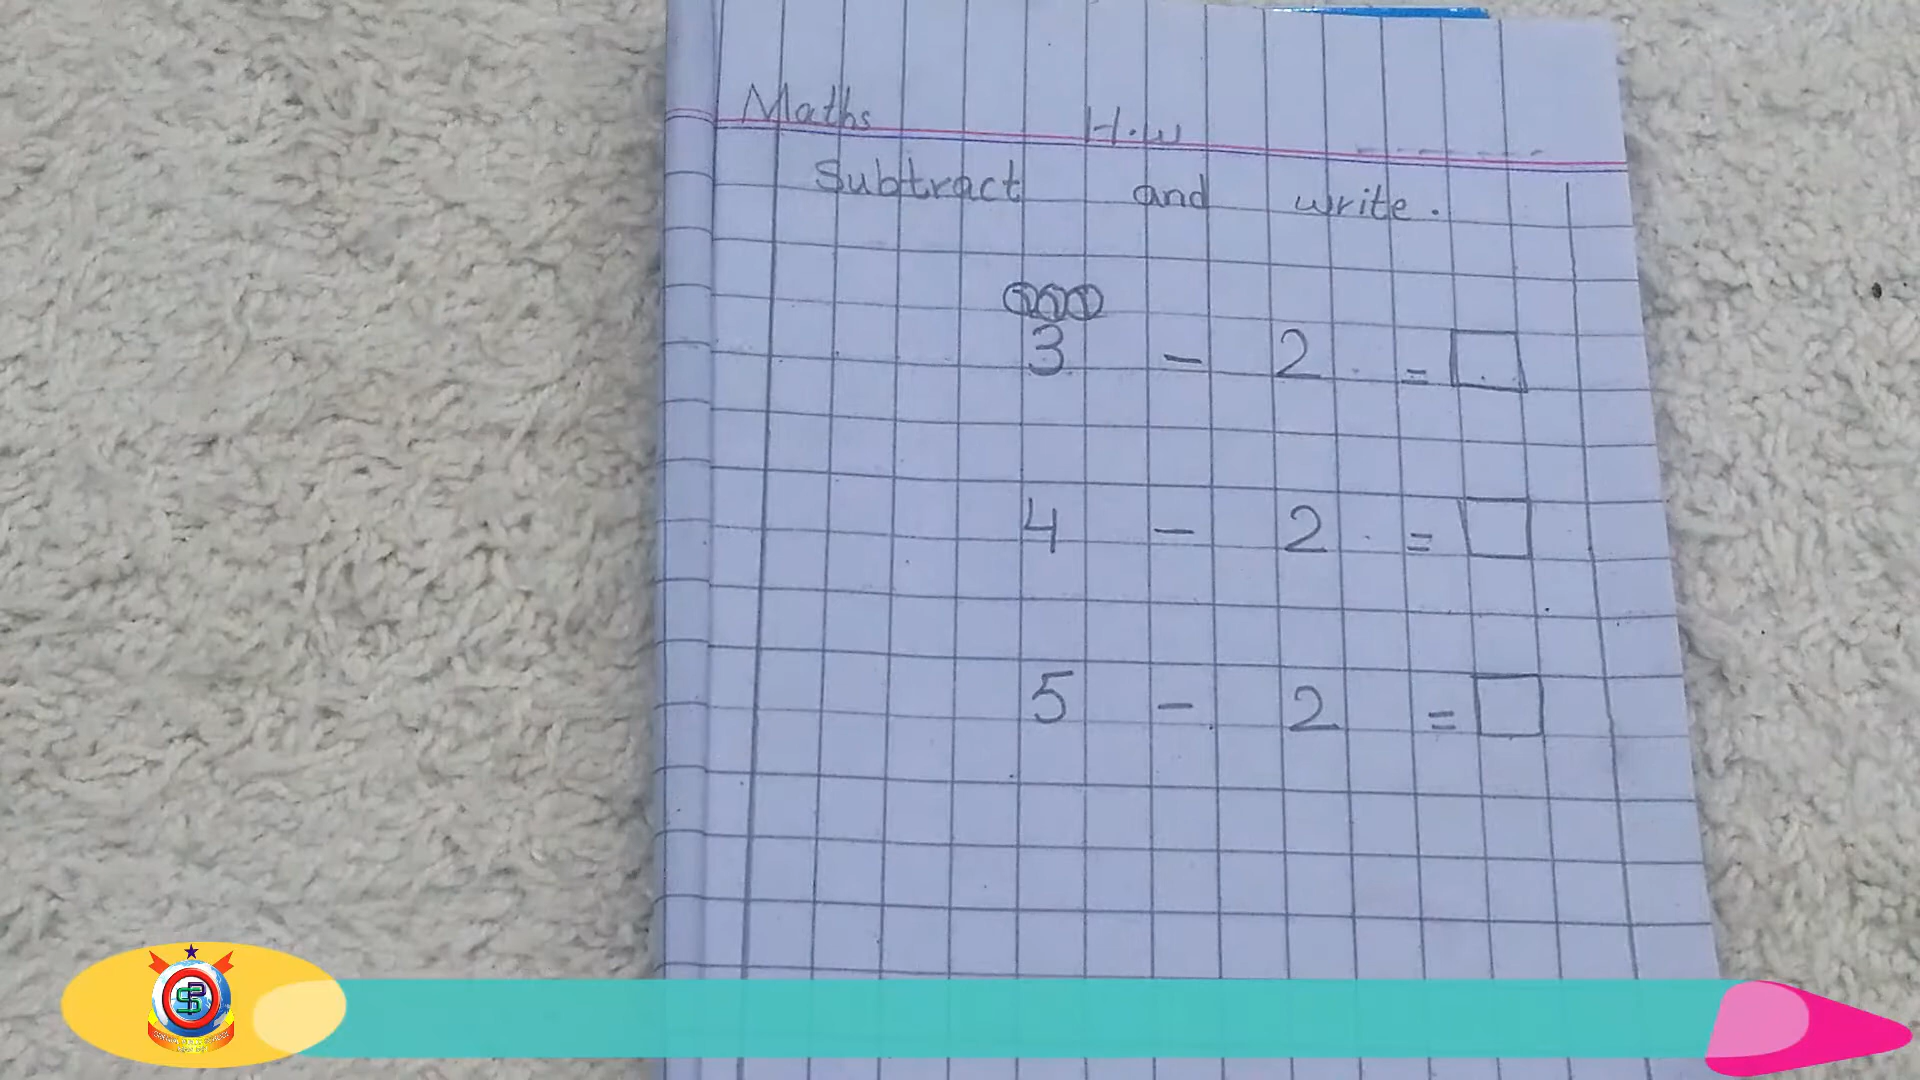 Maths H.W
Subtract and write.
3 - 2 = 
4 - 2 = 
5 - 2 =